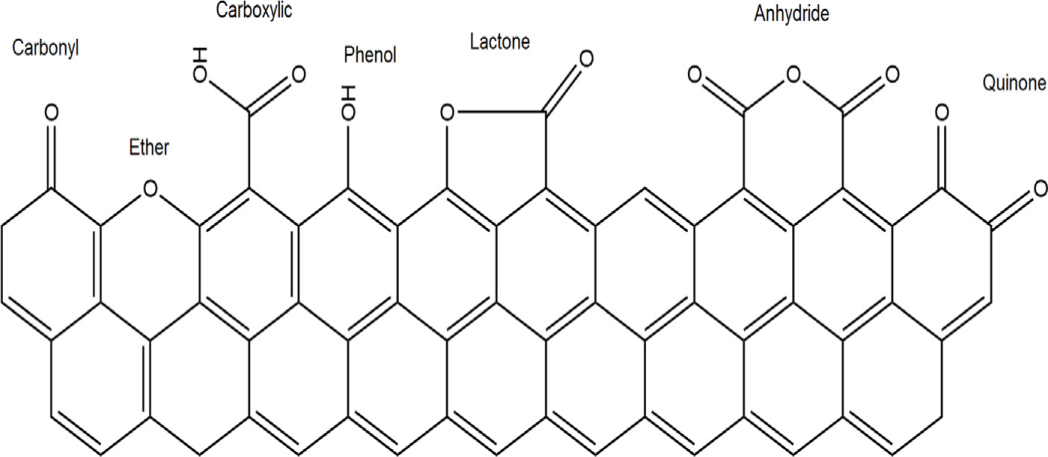 Carboxylic
Anhydride
Carbonyl
Phenol
Lactone
Quinone
Ether
H
O
O
H
O
O
O
O
O
O
O
O
O
O
O